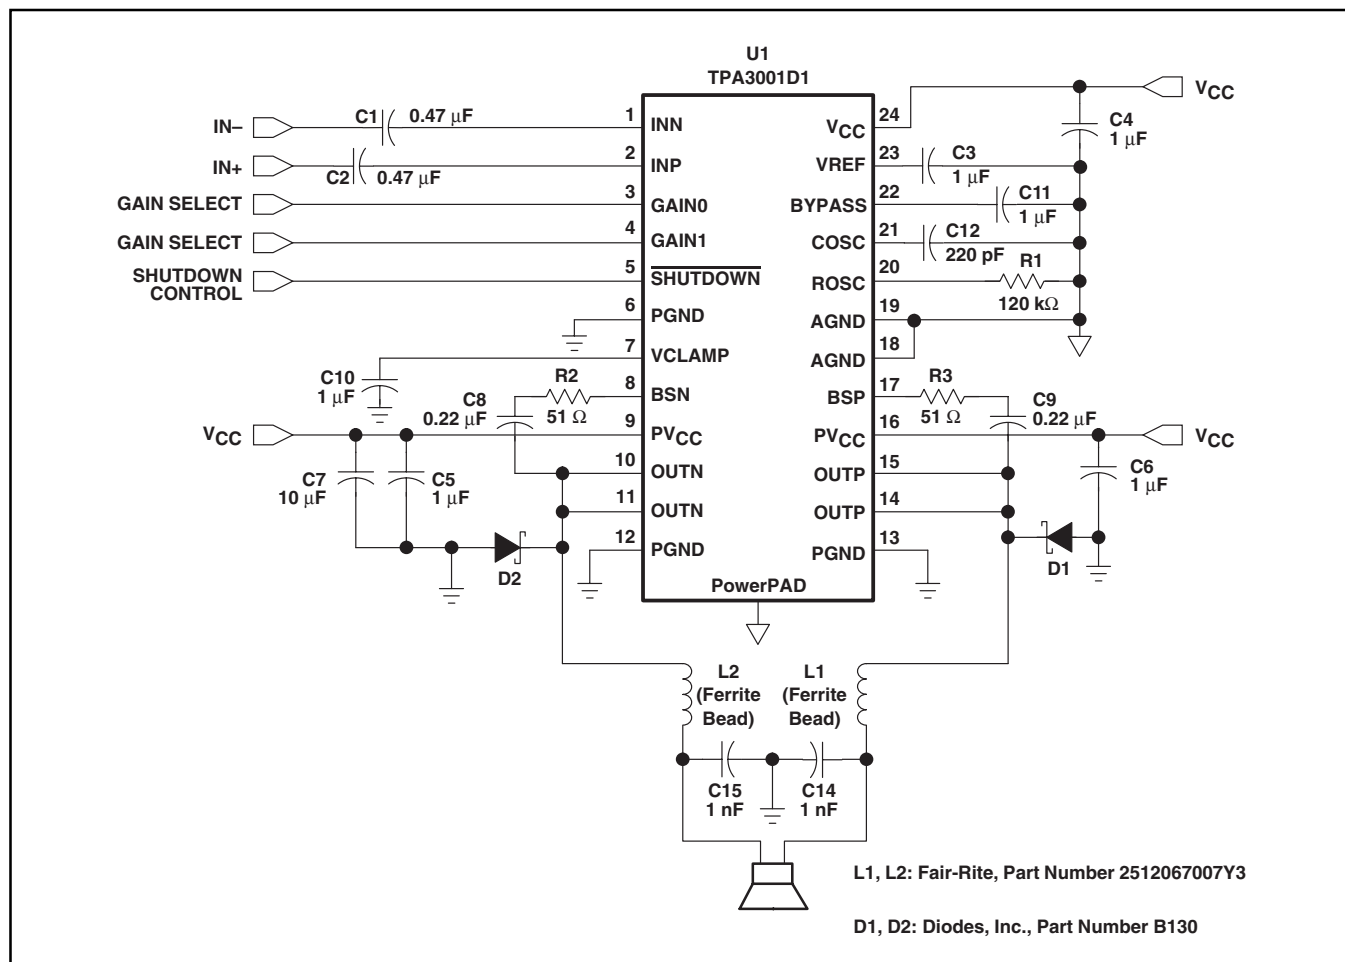 U1
TPA3001D1
IN–
C1
0.47 µF
1
INN
IN+
C2
0.47 µF
2
INP
GAIN SELECT
3
GAIN0
GAIN SELECT
4
GAIN1
SHUTDOWN
CONTROL
5
SHUTDOWN
6
PGND
7
VCLAMP
C10
1 µF
R2
51 Ω
8
BSN
C8
0.22 µF
VCC
9
PVCC
10
OUTN
C7
10 µF
C5
1 µF
11
OUTN
12
PGND
D2
PowerPAD
24
VCC
VCC
C4
1 µF
23
VREF
C3
1 µF
22
BYPASS
C11
1 µF
21
COSC
C12
220 pF
20
ROSC
R1
120 kΩ
19
AGND
18
AGND
17
BSP
R3
51 Ω
C9
0.22 µF
16
PVCC
VCC
15
OUTP
C6
1 µF
14
OUTP
13
PGND
D1
L2
(Ferrite
Bead)
L1
(Ferrite
Bead)
C15
1 nF
C14
1 nF
L1, L2: Fair-Rite, Part Number 2512067007Y3
D1, D2: Diodes, Inc., Part Number B130